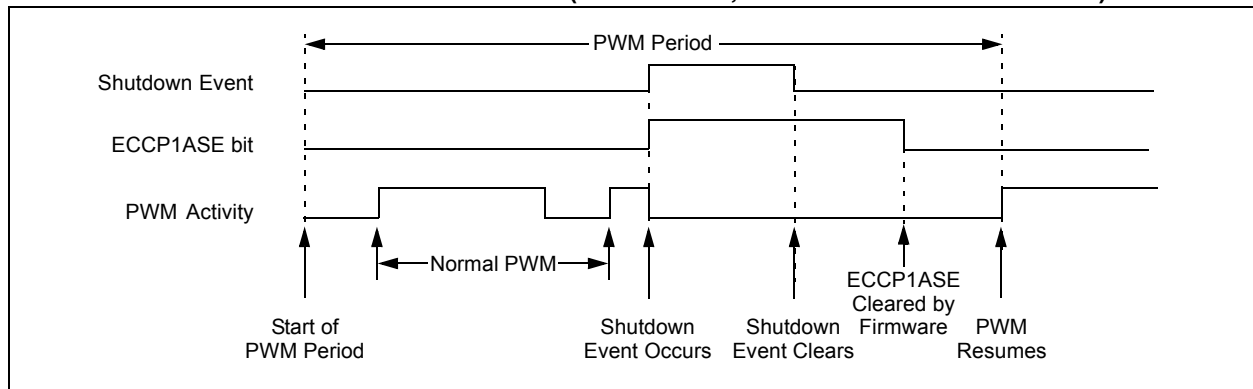 PWM Period
Shutdown Event
ECCP1ASE bit
PWM Activity
Normal PWM
Start of
PWM Period
Shutdown
Event Occurs
Shutdown
Event Clears
ECCP1ASE
Cleared by
Firmware
PWM
Resumes